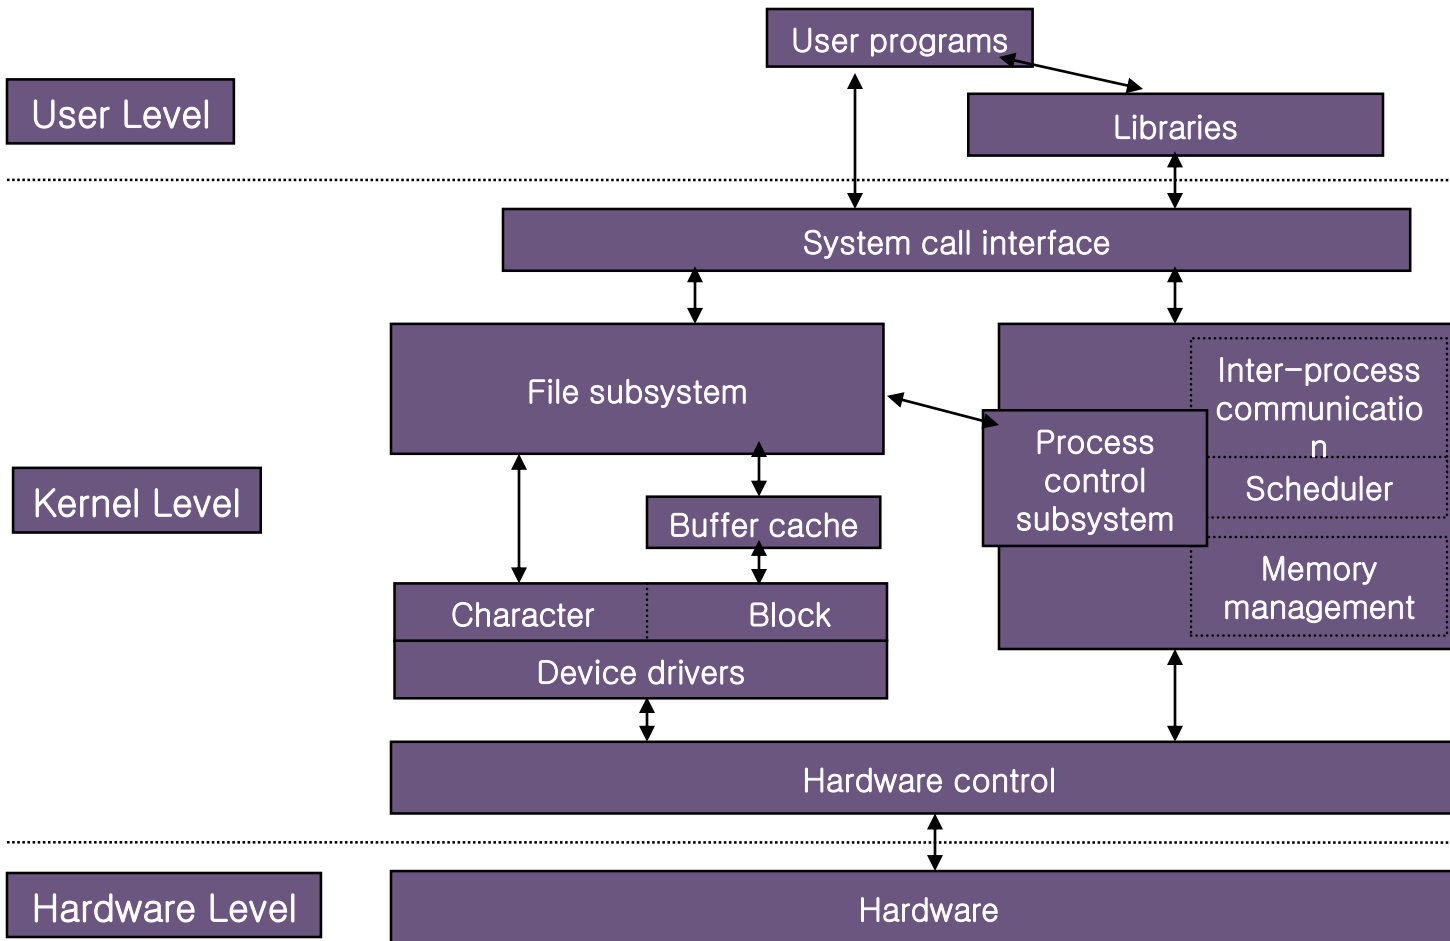 User programs
User Level
Libraries
System call interface
File subsystem
Inter-process
communicatio
n
Process
control
subsystem
Scheduler
Kernel Level
Buffer cache
Memory
management
Character
Block
Device drivers
Hardware control
Hardware Level
Hardware